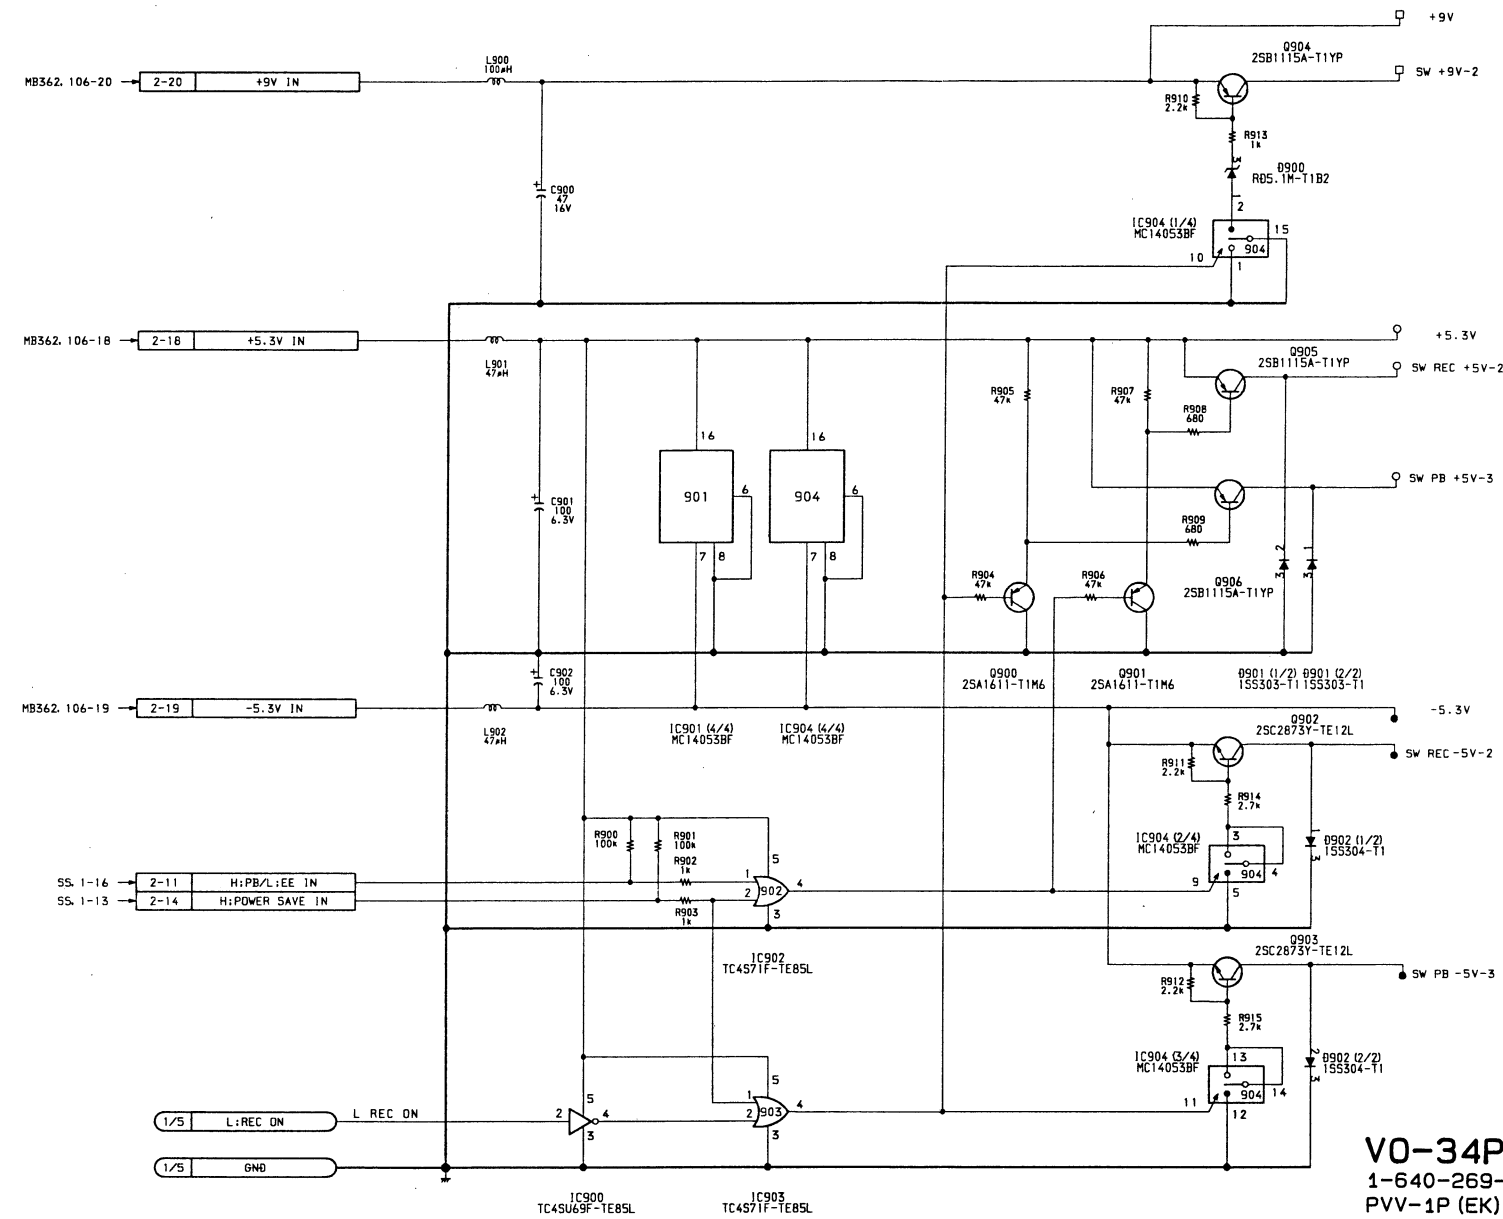 +9V
Q904
2SB1115A-T1YP
L900
100μH
MB362. 106-20
2-20
+9V IN
SW +9V-2
R910
2.2k
R913
1k
3
D900
RD5.1M-T1B2
1
2
C900
47
16V
IC904 (1/4)
MC14053BF
15
904
10
1
MB362. 106-18
2-18
+5.3V IN
+5.3V
L901
47μH
Q905
2SB1115A-T1YP
SW REC +5V-2
R905
47k
R907
47k
R908
680
16
16
901
6
904
6
SW PB +5V-3
C901
100
6.3V
R909
680
7
8
7
8
2
1
3
3
R904
47k
R906
47k
Q906
2SB1115A-T1YP
C902
100
6.3V
Q900
2SA1611-T1M6
Q901
2SA1611-T1M6
D901 (1/2)
1SS303-T1
D901 (2/2)
1SS303-T1
MB362. 106-19
2-19
-5.3V IN
-5.3V
L902
47μH
IC901 (4/4)
MC14053BF
IC904 (4/4)
MC14053BF
Q902
2SC2873Y-TE12L
SW REC -5V-2
R911
2.2k
R914
2.7k
R900
100k
R901
100k
R902
1k
5
IC904 (2/4)
MC14053BF
3
1
D902 (1/2)
1SS304-T1
3
904
4
SS. 1-16
2-11
H:PB/L:EE IN
1
902
4
9
5
SS. 1-13
2-14
H:POWER SAVE IN
2
R903
1k
3
Q903
2SC2873Y-TE12L
IC902
TC4S71F-TE85L
SW PB -5V-3
R912
2.2k
R915
2.7k
IC904 (3/4)
MC14053BF
13
2
D902 (2/2)
1SS304-T1
3
5
904
14
5
1
903
4
11
12
1/5
L:REC ON
L REC ON
2
4
2
3
3
1/5
GND
IC900
TC4SU69F-TE85L
IC903
TC4S71F-TE85L
VO-34P
1-640-269-
PVV-1P (EK)